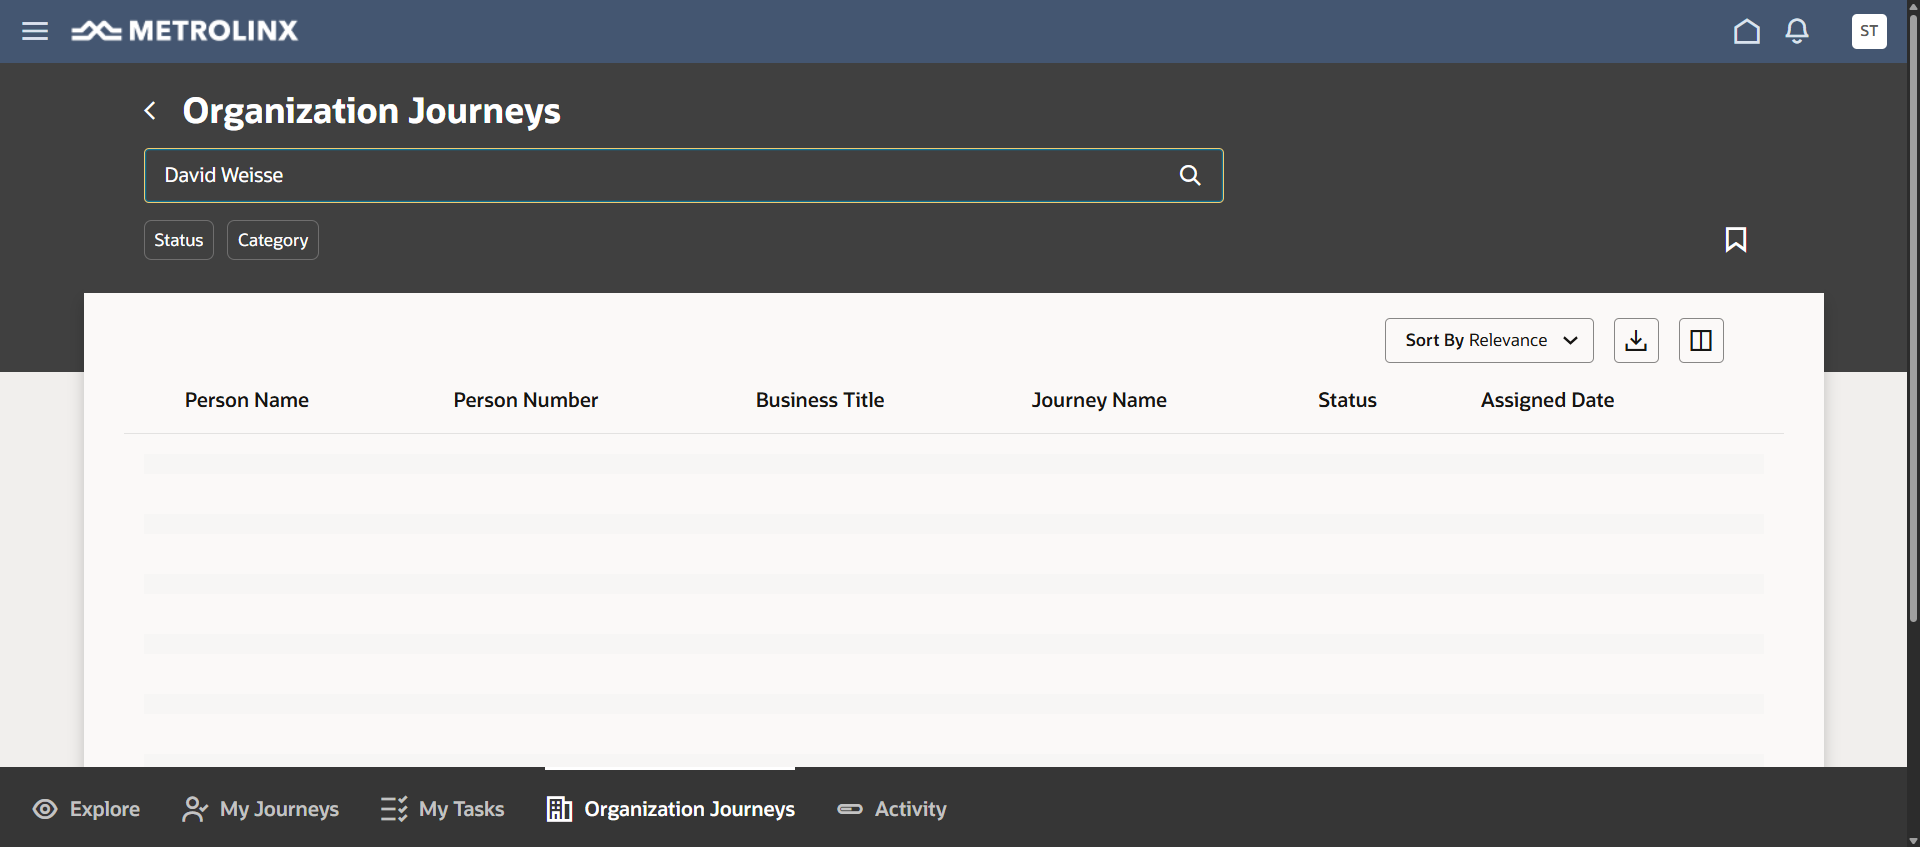 METROLINX
ST
Organization Journeys
David Weisse
Status
Category
Sort By Relevance
Person Name
Person Number
Business Title
Journey Name
Status
Assigned Date
Explore
My Journeys
My Tasks
Organization Journeys
Activity